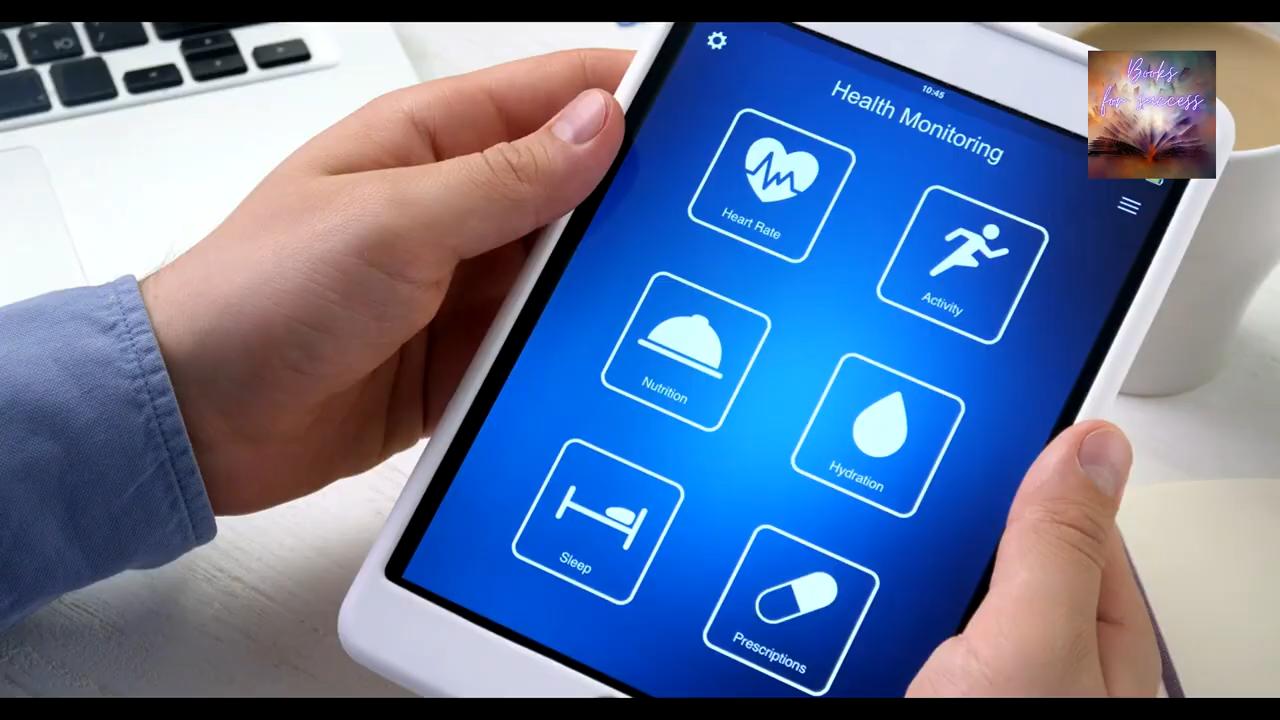 10:45
Health Monitoring
Heart Rate
Activity
Nutrition
Hydration
Sleep
Prescriptions
Books
for success